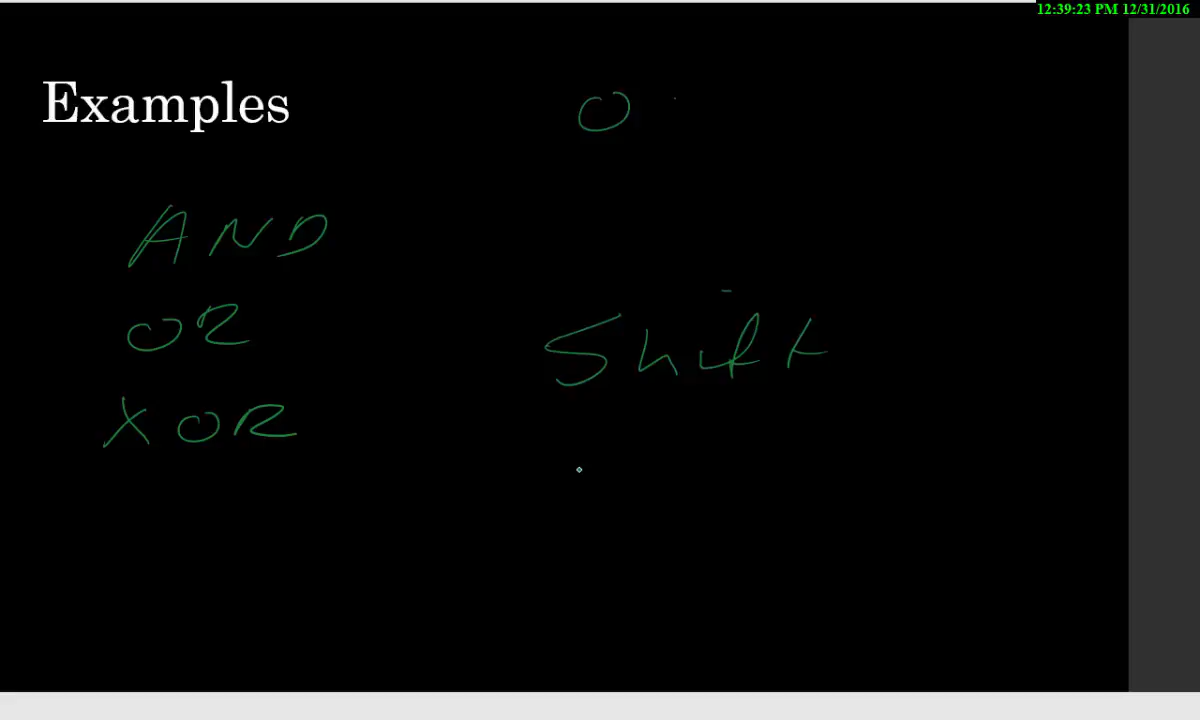 12:39:23 PM 12/31/2016
Examples
O
AND
OR
Shift
XOR